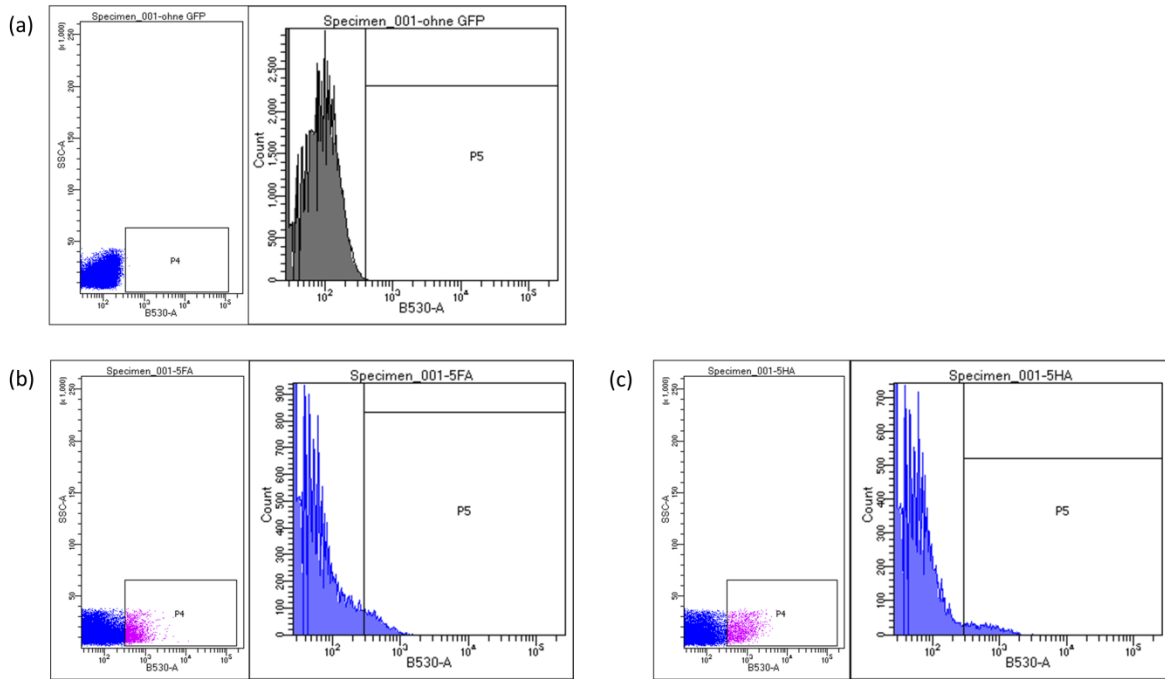 (a)
Specimen_001-ohne GFP
(x 1,000)
250
200
150
100
50
SSC-A
P4
10² 10³ 10⁴ 10⁵
B530-A
Specimen_001-ohne GFP
Count
2,500
2,000
1,500
1,000
500
0
P5
10² 10³ 10⁴ 10⁵
B530-A
(b)
Specimen_001-5FA
(x 1,000)
250
200
150
100
50
SSC-A
P4
10² 10³ 10⁴ 10⁵
B530-A
Specimen_001-5FA
Count
900
800
700
600
500
400
300
200
100
0
P5
10² 10³ 10⁴ 10⁵
B530-A
(c)
Specimen_001-5HA
(x 1,000)
250
200
150
100
50
SSC-A
P4
10² 10³ 10⁴ 10⁵
B530-A
Specimen_001-5HA
Count
700
600
500
400
300
200
100
0
P5
10² 10³ 10⁴ 10⁵
B530-A